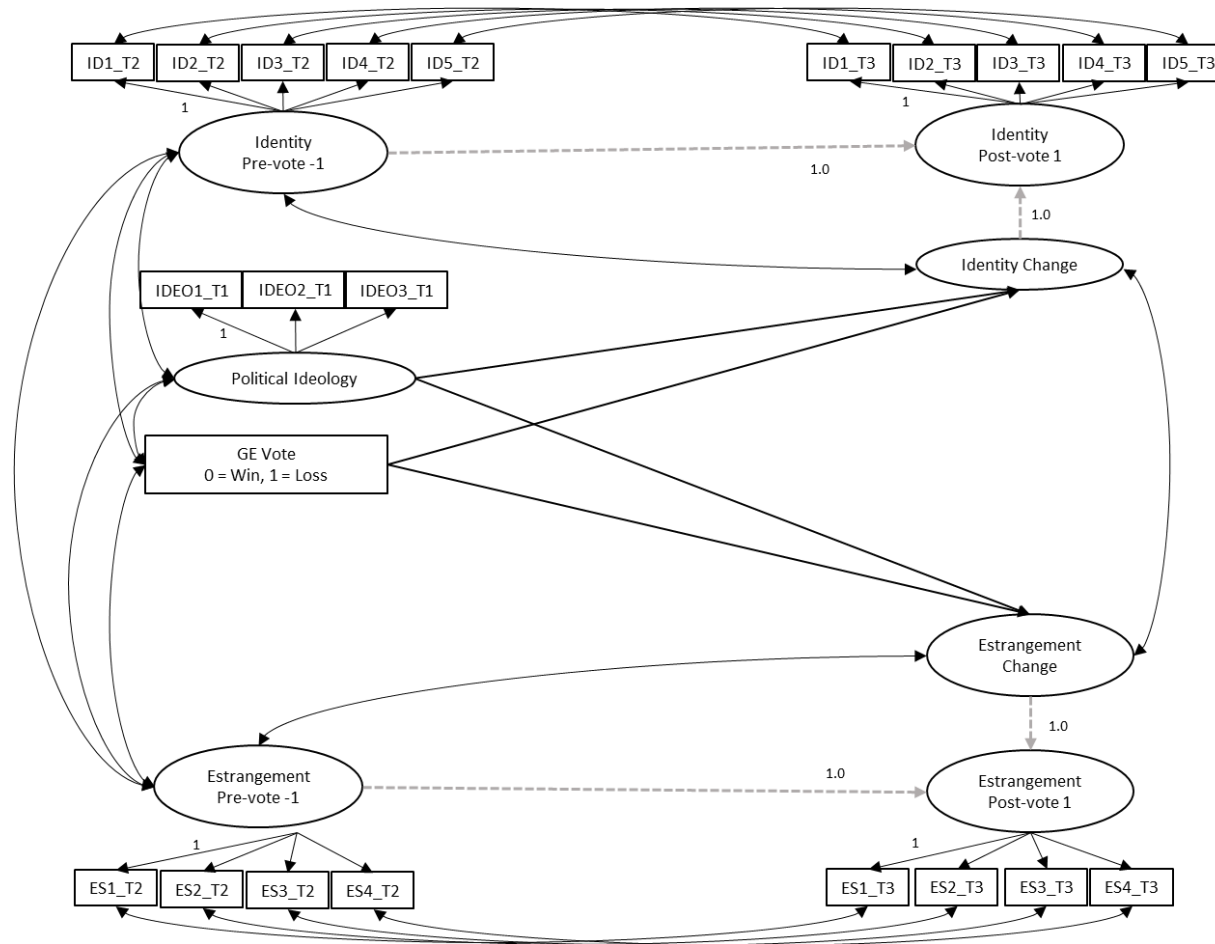 ID1_T2 ID2_T2 ID3_T2 ID4_T2 ID5_T2
ID1_T3 ID2_T3 ID3_T3 ID4_T3 ID5_T3
1
1
Identity
Pre-vote -1
Identity
Post-vote 1
1.0
1.0
Identity Change
IDEO1_T1 IDEO2_T1 IDEO3_T1
1
Political Ideology
GE Vote
0 = Win, 1 = Loss
Estrangement
Change
1.0
Estrangement
Pre-vote -1
1.0
Estrangement
Post-vote 1
1
1
ES1_T2 ES2_T2 ES3_T2 ES4_T2
ES1_T3 ES2_T3 ES3_T3 ES4_T3